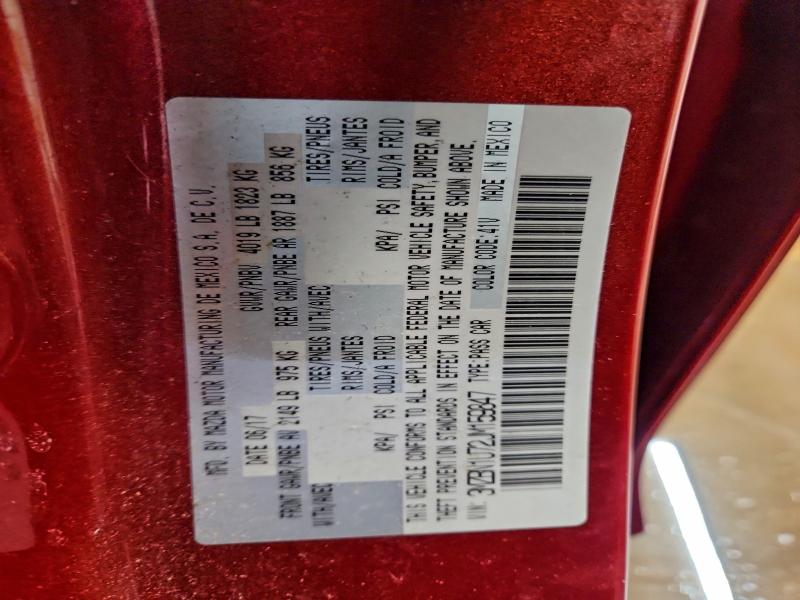 MFD. BY MAZDA MOTOR MANUFACTURING DE MEXICO S.A. DE C.V.
DATE 06/17 GAWR/PNBV 4019 LB 1823 KG
FRONT GAWR/PNBE AV 2149 LB 975 KG REAR GAWR/PNBE AR 1887 LB 856 KG
WITH/AVEC TIRES/PNEUS WITH/AVEC TIRES/PNEUS
RIMS/JANTES RIMS/JANTES
KPA/ PSI COLD/A FROID KPA/ PSI COLD/A FROID
THIS VEHICLE CONFORMS TO ALL APPLICABLE FEDERAL MOTOR VEHICLE SAFETY, BUMPER, AND
THEFT PREVENTION STANDARDS IN EFFECT ON THE DATE OF MANUFACTURE SHOWN ABOVE.
VIN: 3MZBN1U72JM159847 TYPE:PASS CAR COLOR CODE:41V MADE IN MEXICO